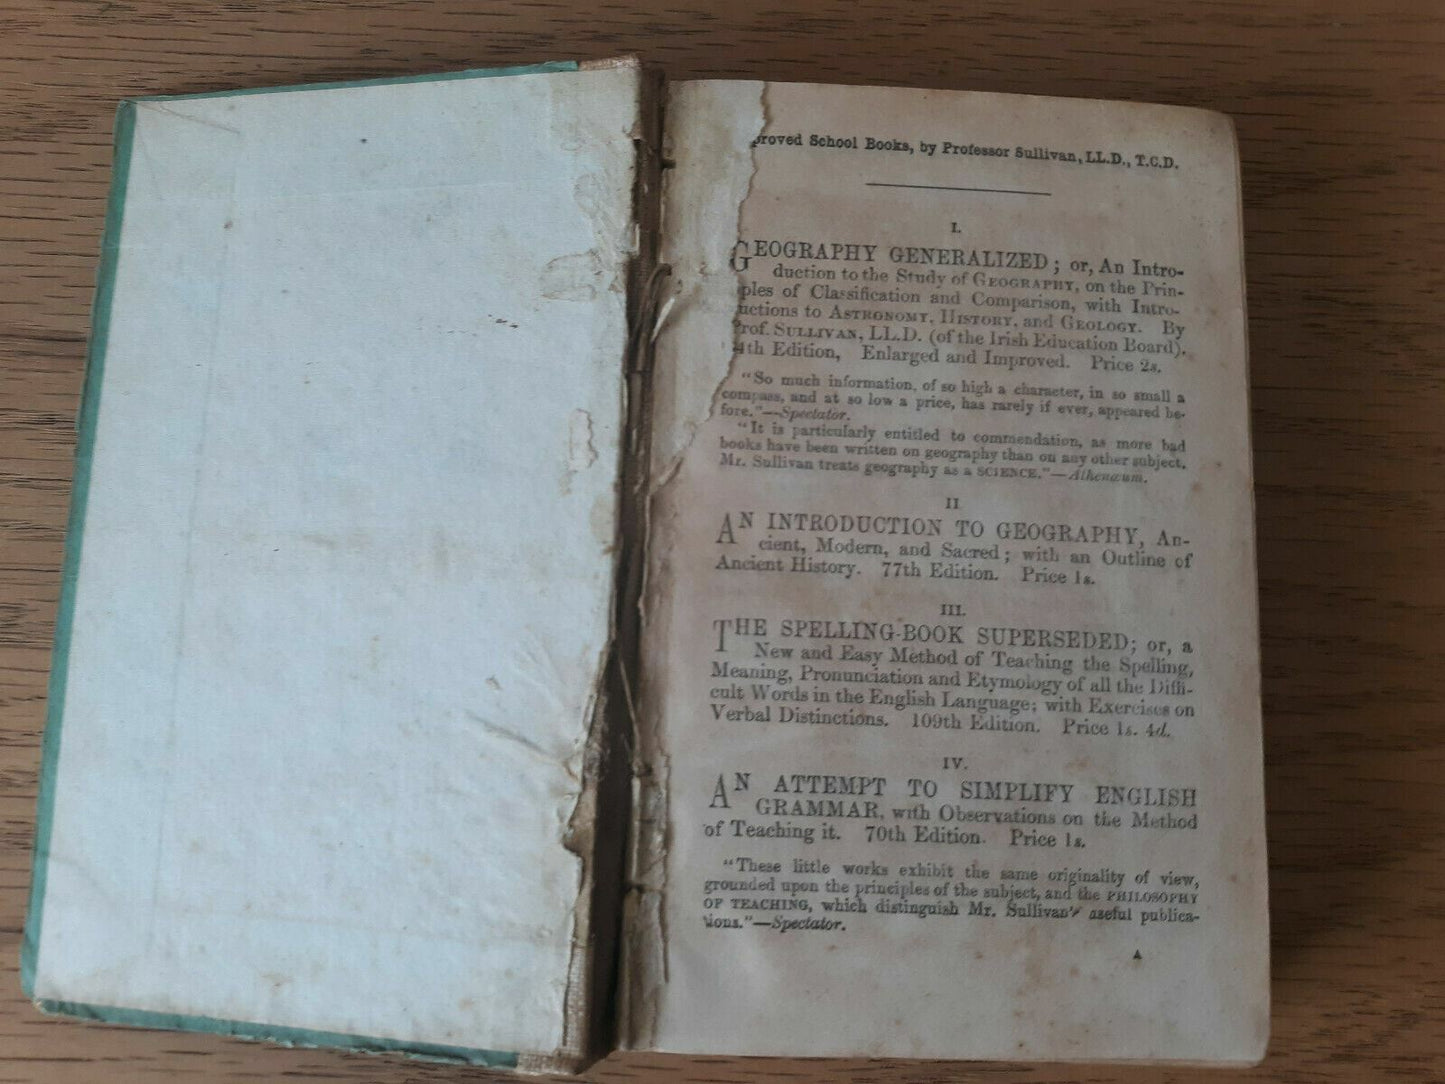 proved School Books, by Professor Sullivan, LL.D., T.C.D.
I.
GEOGRAPHY GENERALIZED; or, An Intro-
duction to the Study of GEOGRAPHY, on the Prin-
ples of Classification and Comparison, with Intro-
uctions to ASTRONOMY, HISTORY, and GEOLOGY. By
Prof. SULLIVAN, LL.D. (of the Irish Education Board).
4th Edition, Enlarged and Improved. Price 2s.
"So much information, of so high a character, in so small a
compass, and at so low a price, has rarely if ever, appeared be-
fore."—Spectator.
"It is particularly entitled to commendation, as more bad
books have been written on geography than on any other subject.
Mr. Sullivan treats geography as a SCIENCE."—Athenæum.
II
AN INTRODUCTION TO GEOGRAPHY, An-
cient, Modern, and Sacred; with an Outline of
Ancient History. 77th Edition. Price 1s.
III.
THE SPELLING-BOOK SUPERSEDED; or, a
New and Easy Method of Teaching the Spelling,
Meaning, Pronunciation and Etymology of all the Diffi-
cult Words in the English Language; with Exercises on
Verbal Distinctions. 109th Edition. Price 1s. 4d.
IV.
AN ATTEMPT TO SIMPLIFY ENGLISH
GRAMMAR, with Observations on the Method
of Teaching it. 70th Edition. Price 1s.
"These little works exhibit the same originality of view,
grounded upon the principles of the subject, and the PHILOSOPHY
OF TEACHING, which distinguish Mr. Sullivan's useful publica-
tions."—Spectator.
A